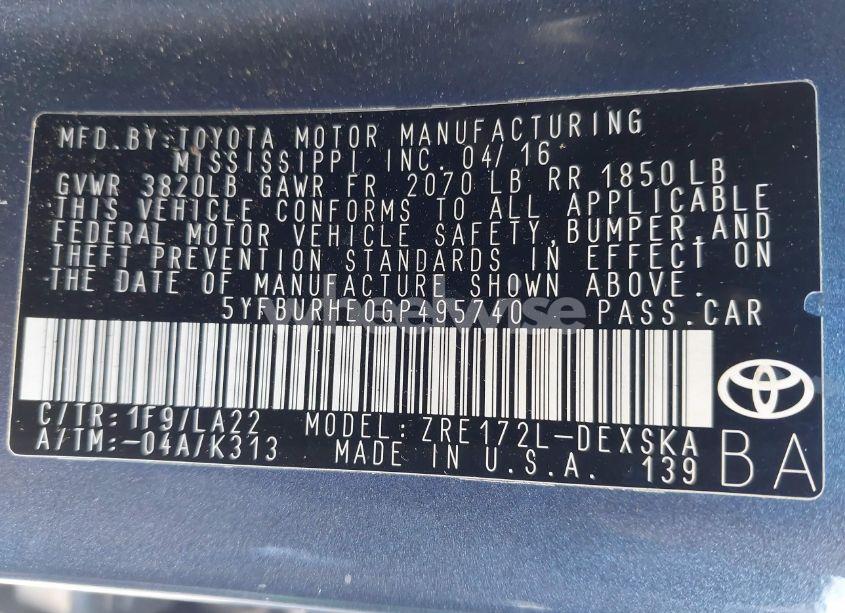 MFD. BY: TOYOTA MOTOR MANUFACTURING
MISSISSIPPI INC. 04/16
GVWR 3820LB GAWR FR 2070 LB RR 1850 LB
THIS VEHICLE CONFORMS TO ALL APPLICABLE
FEDERAL MOTOR VEHICLE SAFETY, BUMPER, AND
THEFT PREVENTION STANDARDS IN EFFECT ON
THE DATE OF MANUFACTURE SHOWN ABOVE.
5YFBURHE0GP495740 PASS. CAR
wheelwise
C/TR: 1F9/LA22 MODEL: ZRE172L-DEXSKA
A/TM: -04A/K313 MADE IN U.S.A. 139
BA